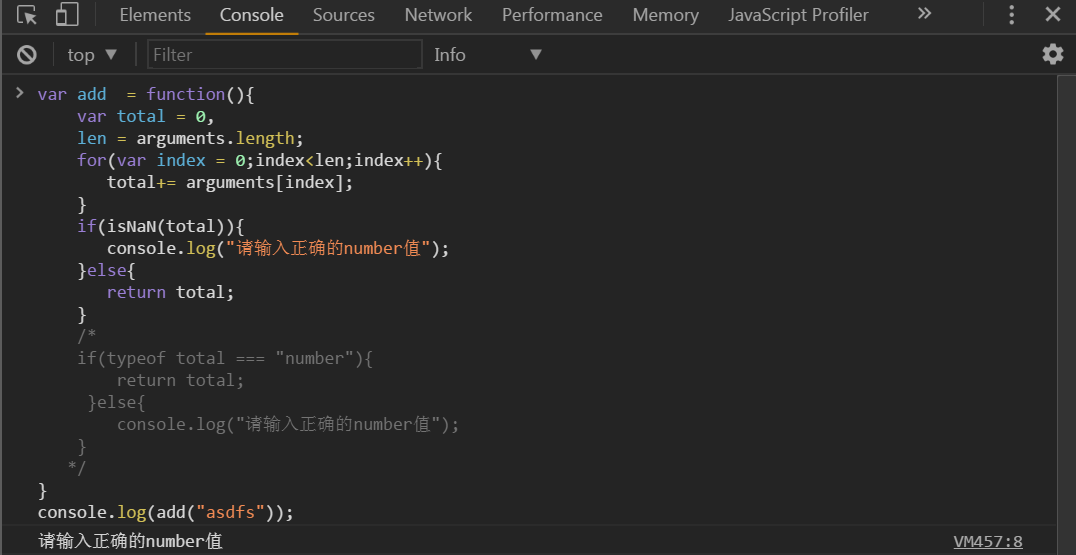 Elements Console Sources Network Performance Memory JavaScript Profiler »
top ▼ Filter Info ▼
> var add  = function(){
    var total = 0,
    len = arguments.length;
    for(var index = 0;index<len;index++){
       total+= arguments[index];
    }
    if(isNaN(total)){
       console.log("请输入正确的number值");
    }else{
       return total;
    }
    /*
    if(typeof total === "number"){
        return total;
     }else{
        console.log("请输入正确的number值");
    }
   */
}
console.log(add("asdfs"));
请输入正确的number值 VM457:8